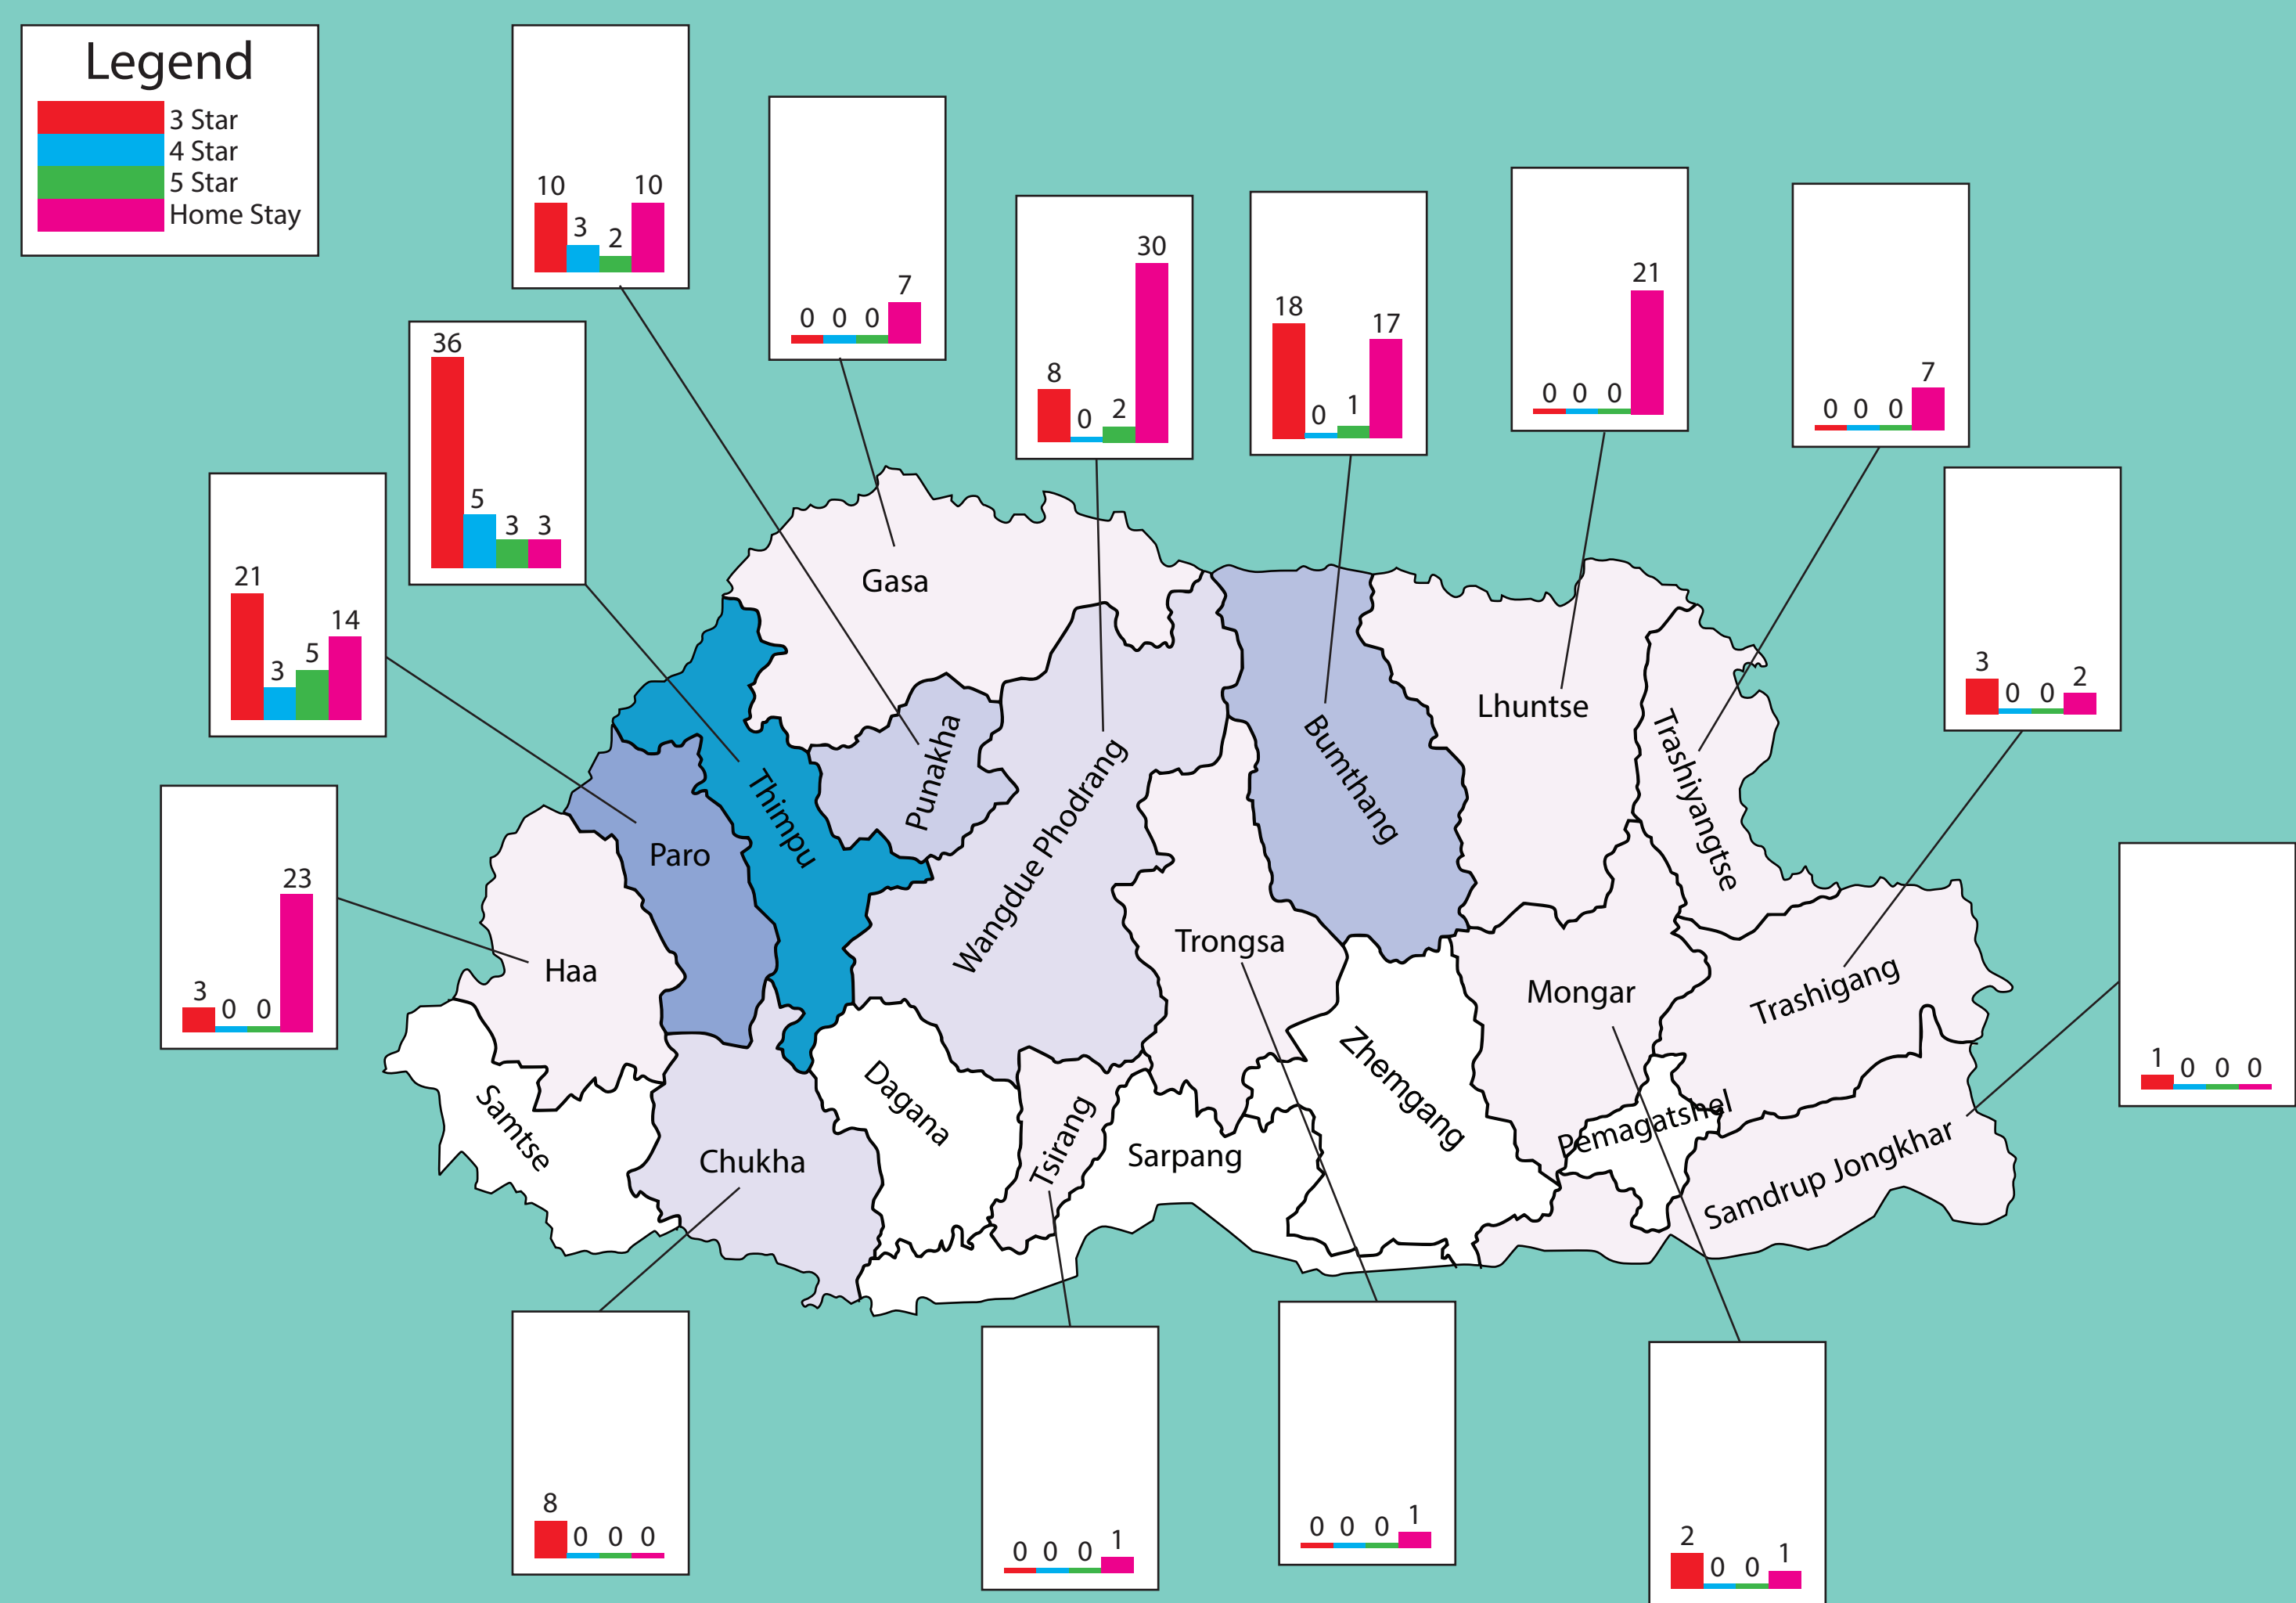 Legend
3 Star
4 Star
5 Star
Home Stay
10 3 2 10
0 0 0 7
8 0 2 30
18 0 1 17
0 0 0 21
0 0 0 7
36 5 3 3
21 3 5 14
3 0 0 2
3 0 0 23
1 0 0 0
8 0 0 0
0 0 0 1
0 0 0 1
2 0 0 1
Gasa
Punakha
Thimpu
Paro
Haa
Wangdue Phodrang
Bumthang
Lhuntse
Trashiyangtse
Trongsa
Mongar
Trashigang
Samtse
Chukha
Dagana
Tsirang
Sarpang
Zhemgang
Pemagatshel
Samdrup Jongkhar